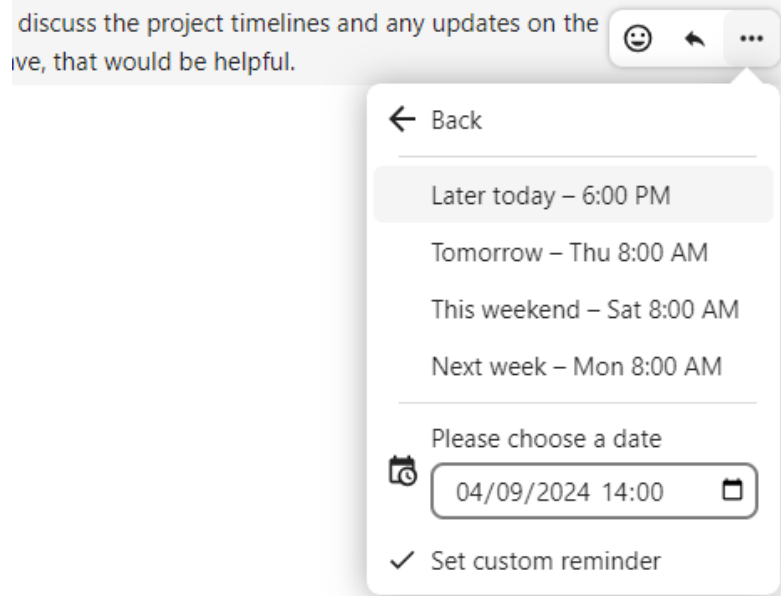 discuss the project timelines and any updates on the
ve, that would be helpful.
Back
Later today – 6:00 PM
Tomorrow – Thu 8:00 AM
This weekend – Sat 8:00 AM
Next week – Mon 8:00 AM
Please choose a date
04/09/2024 14:00
Set custom reminder